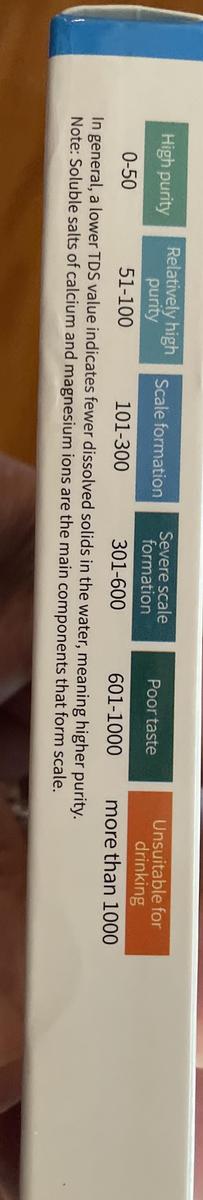 High purity
0-50
Relatively high
purity
51-100
Scale formation
101-300
Severe scale
formation
301-600
Poor taste
601-1000
Unsuitable for
drinking
more than 1000
In general, a lower TDS value indicates fewer dissolved solids in the water, meaning higher purity.
Note: Soluble salts of calcium and magnesium ions are the main components that form scale.